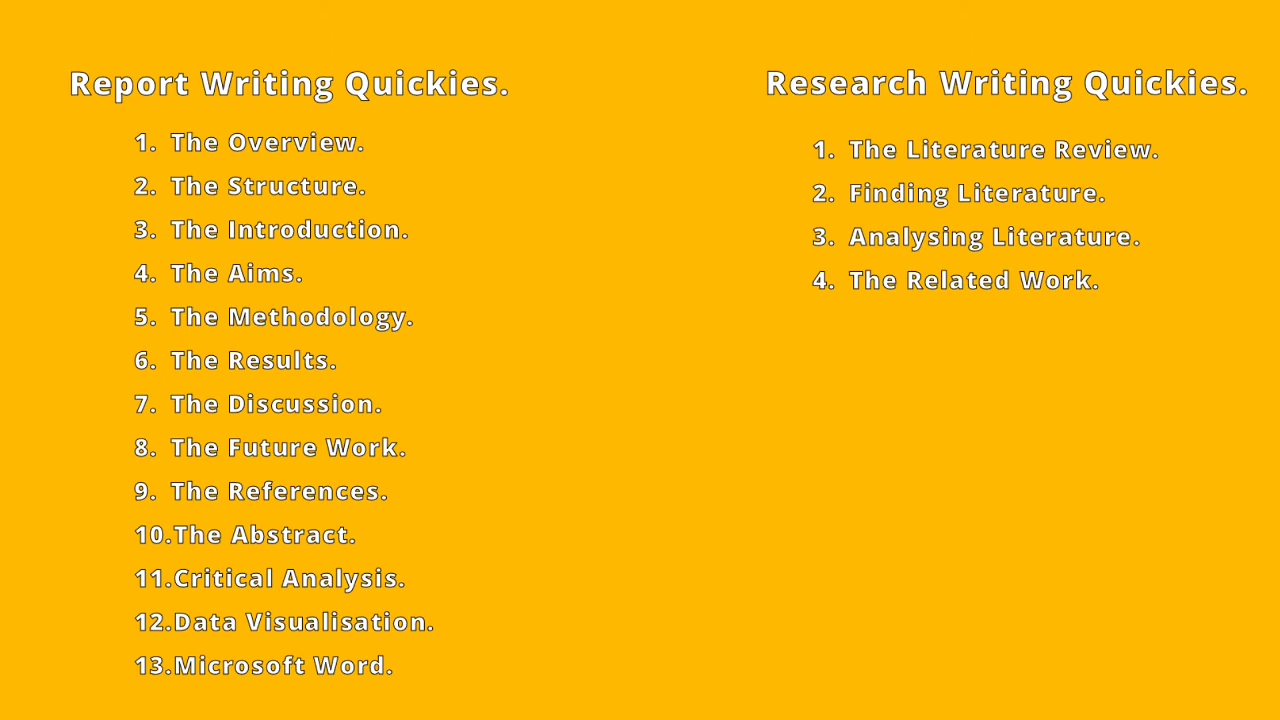 Report Writing Quickies.
1. The Overview.
2. The Structure.
3. The Introduction.
4. The Aims.
5. The Methodology.
6. The Results.
7. The Discussion.
8. The Future Work.
9. The References.
10.The Abstract.
11.Critical Analysis.
12.Data Visualisation.
13.Microsoft Word.
Research Writing Quickies.
1. The Literature Review.
2. Finding Literature.
3. Analysing Literature.
4. The Related Work.